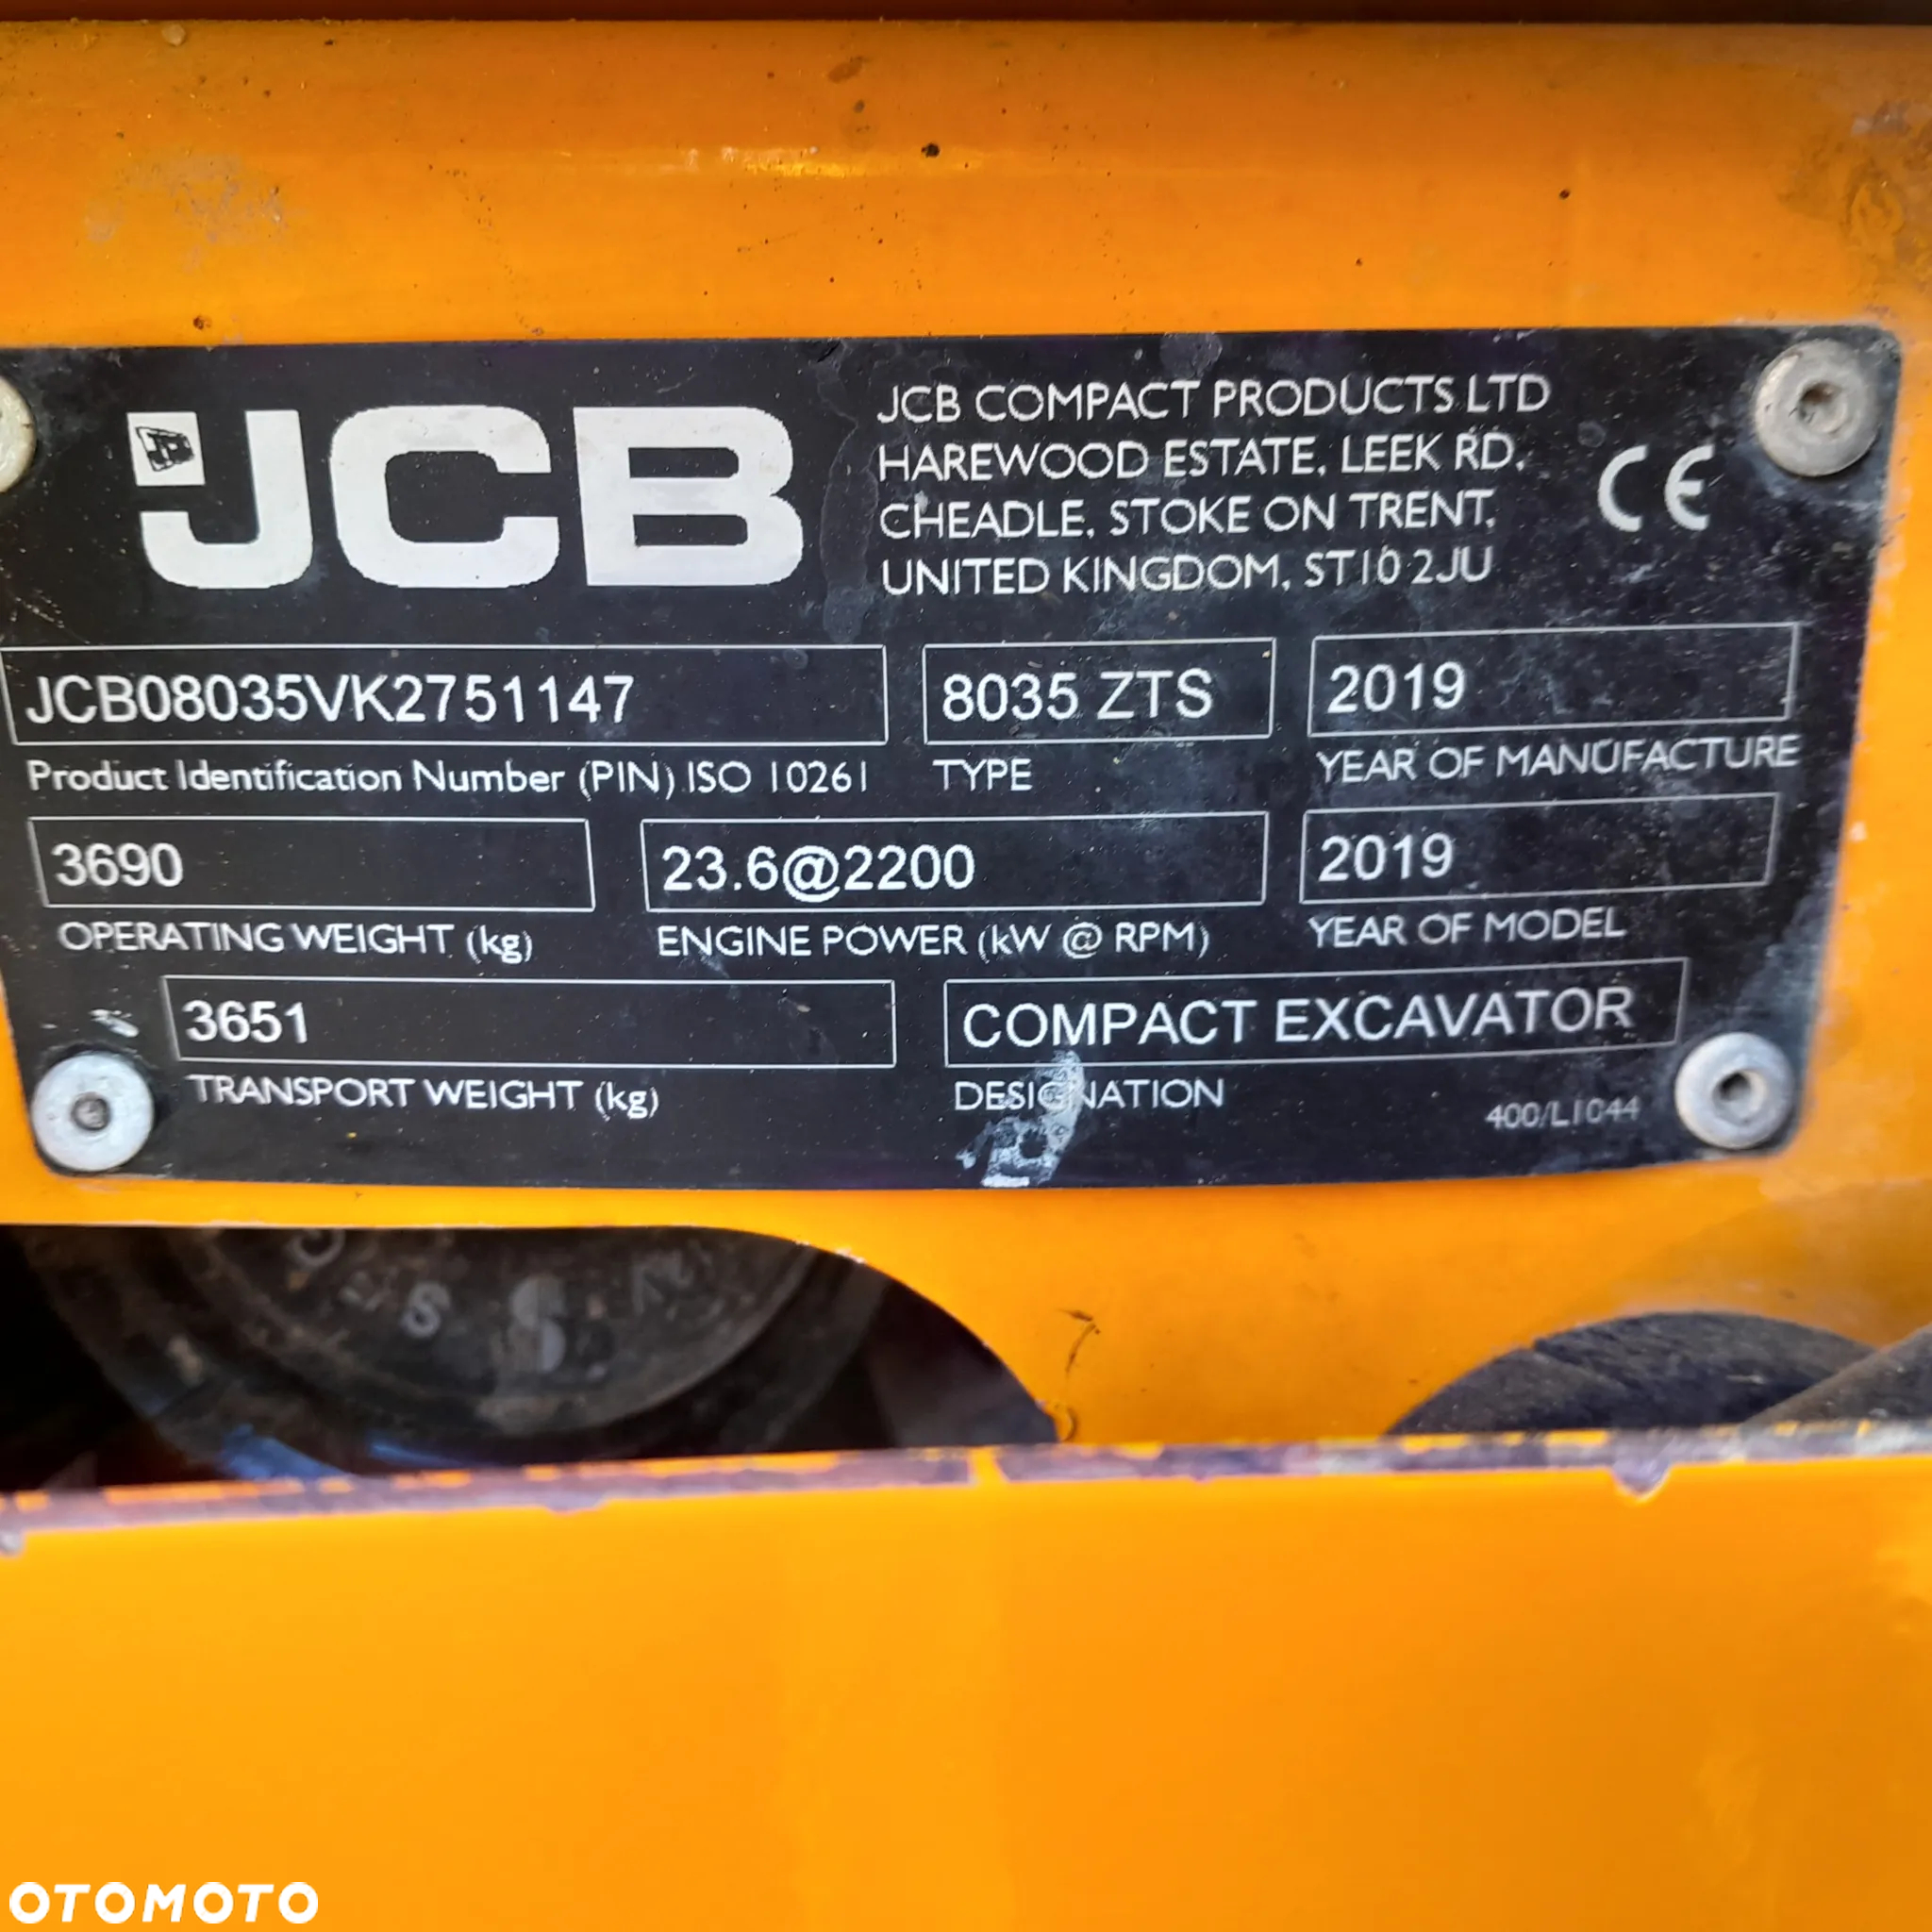 JCB
JCB COMPACT PRODUCTS LTD
HAREWOOD ESTATE, LEEK RD,
CHEADLE, STOKE ON TRENT,
UNITED KINGDOM, ST10 2JU
CE
JCB08035VK2751147
8035 ZTS
2019
Product Identification Number (PIN) ISO 10261
TYPE
YEAR OF MANUFACTURE
3690
23.6@2200
2019
OPERATING WEIGHT (kg)
ENGINE POWER (kW @ RPM)
YEAR OF MODEL
3651
COMPACT EXCAVATOR
TRANSPORT WEIGHT (kg)
DESIGNATION
400/L1044
OTOMOTO